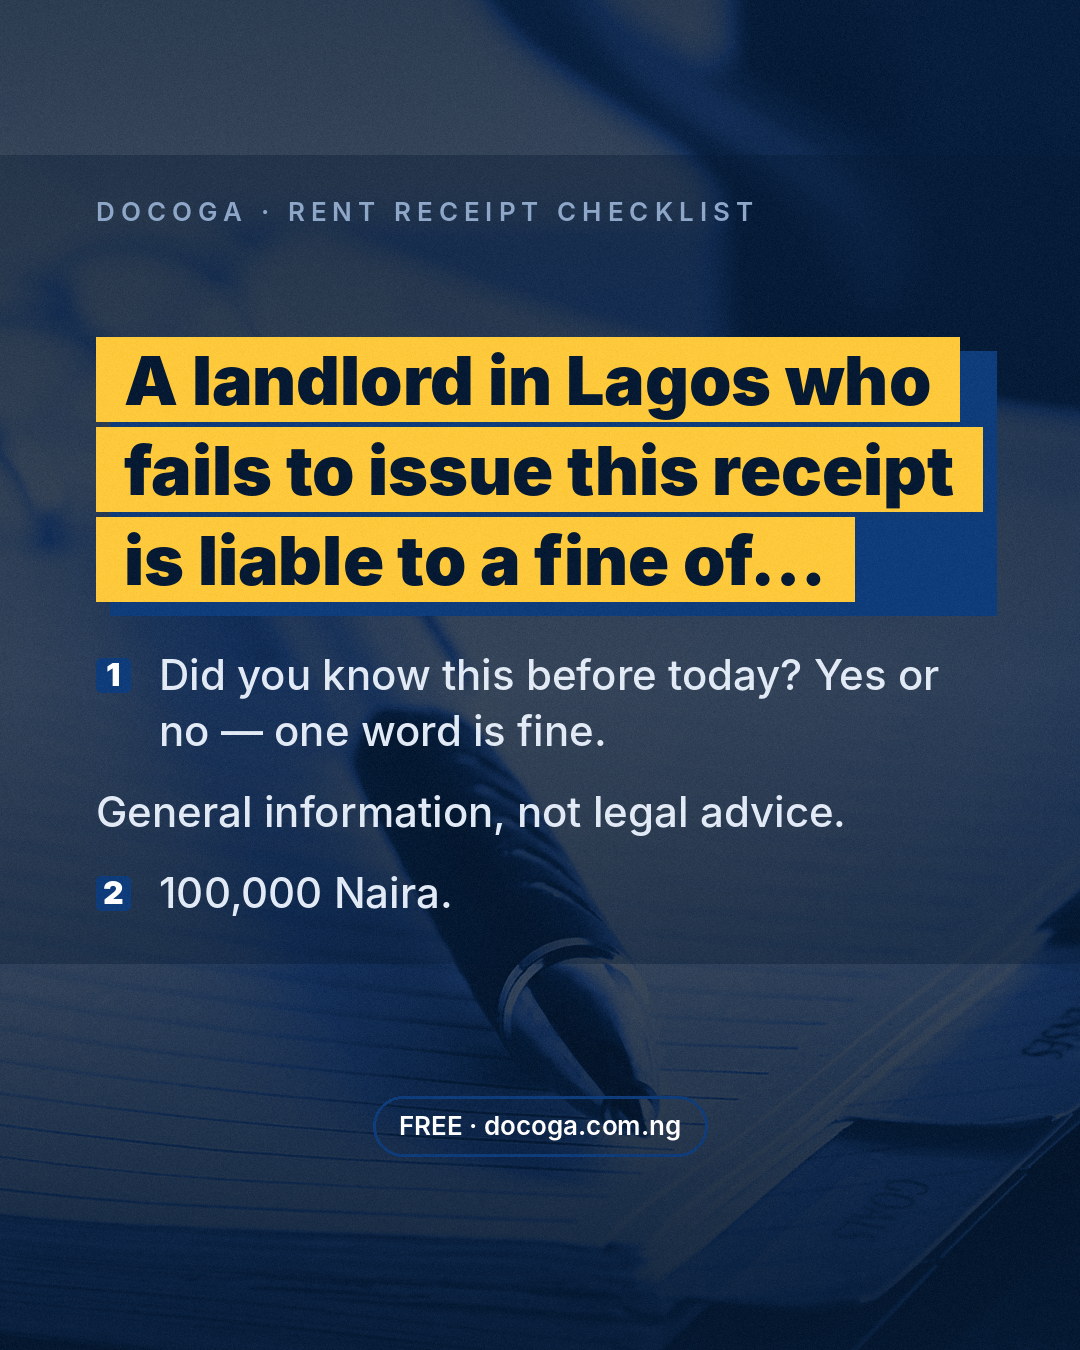 DOCOGA · RENT RECEIPT CHECKLIST
A landlord in Lagos who
fails to issue this receipt
is liable to a fine of...
1 Did you know this before today? Yes or
no — one word is fine.
General information, not legal advice.
2 100,000 Naira.
FREE · docoga.com.ng